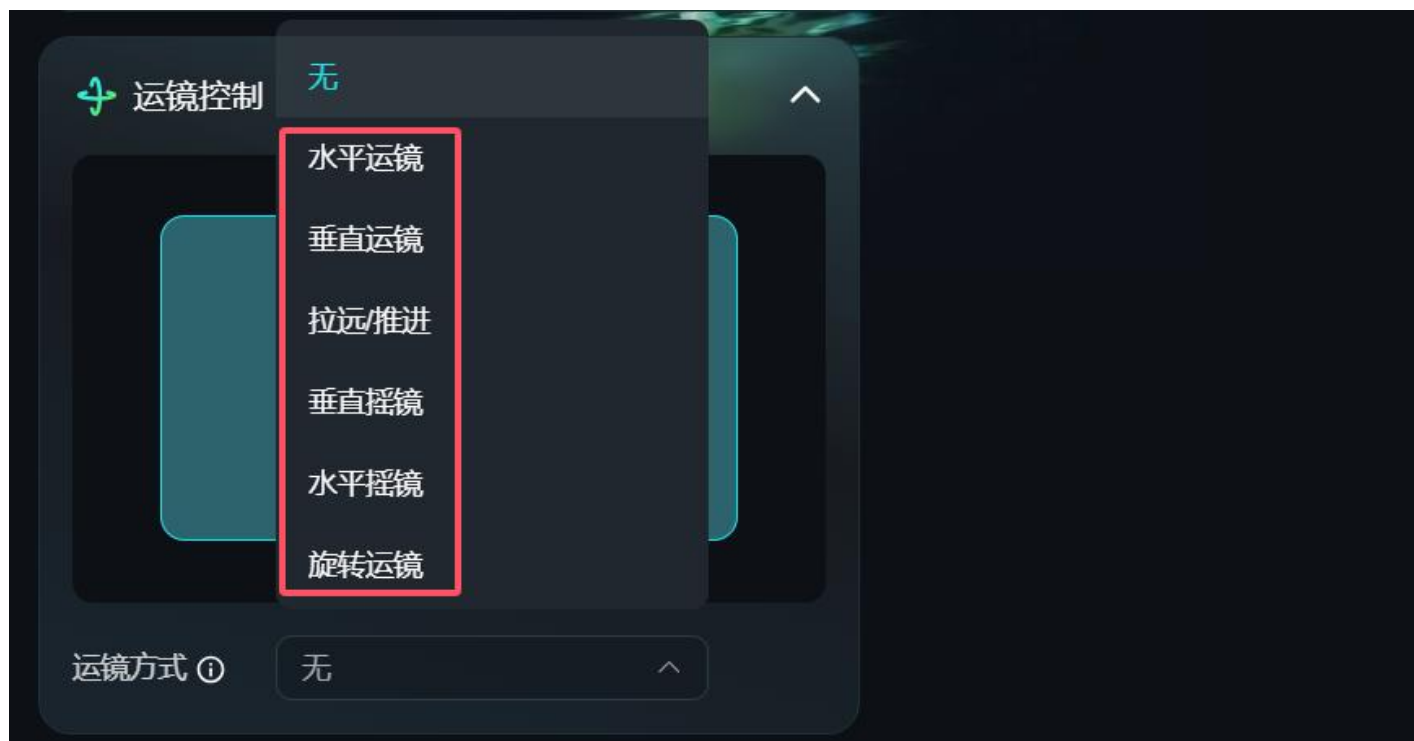 无
运镜控制
水平运镜
垂直运镜
拉远/推进
垂直摇镜
水平摇镜
旋转运镜
运镜方式
无